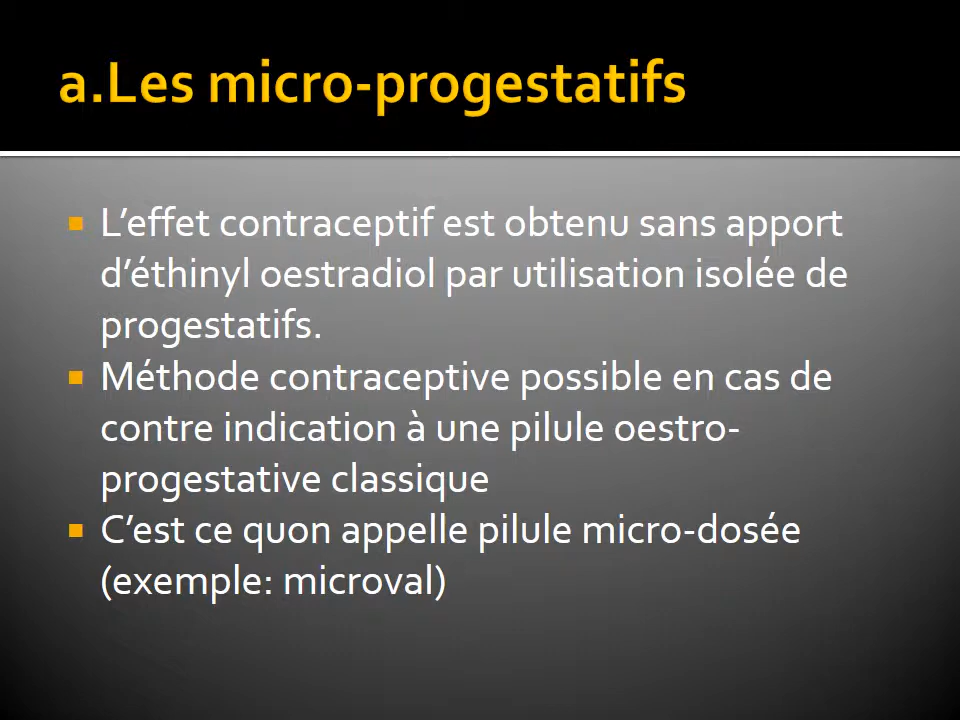 a.Les micro-progestatifs
L’effet contraceptif est obtenu sans apport
d’éthinyl oestradiol par utilisation isolée de
progestatifs.
Méthode contraceptive possible en cas de
contre indication à une pilule oestro-
progestative classique
C’est ce quon appelle pilule micro-dosée
(exemple: microval)